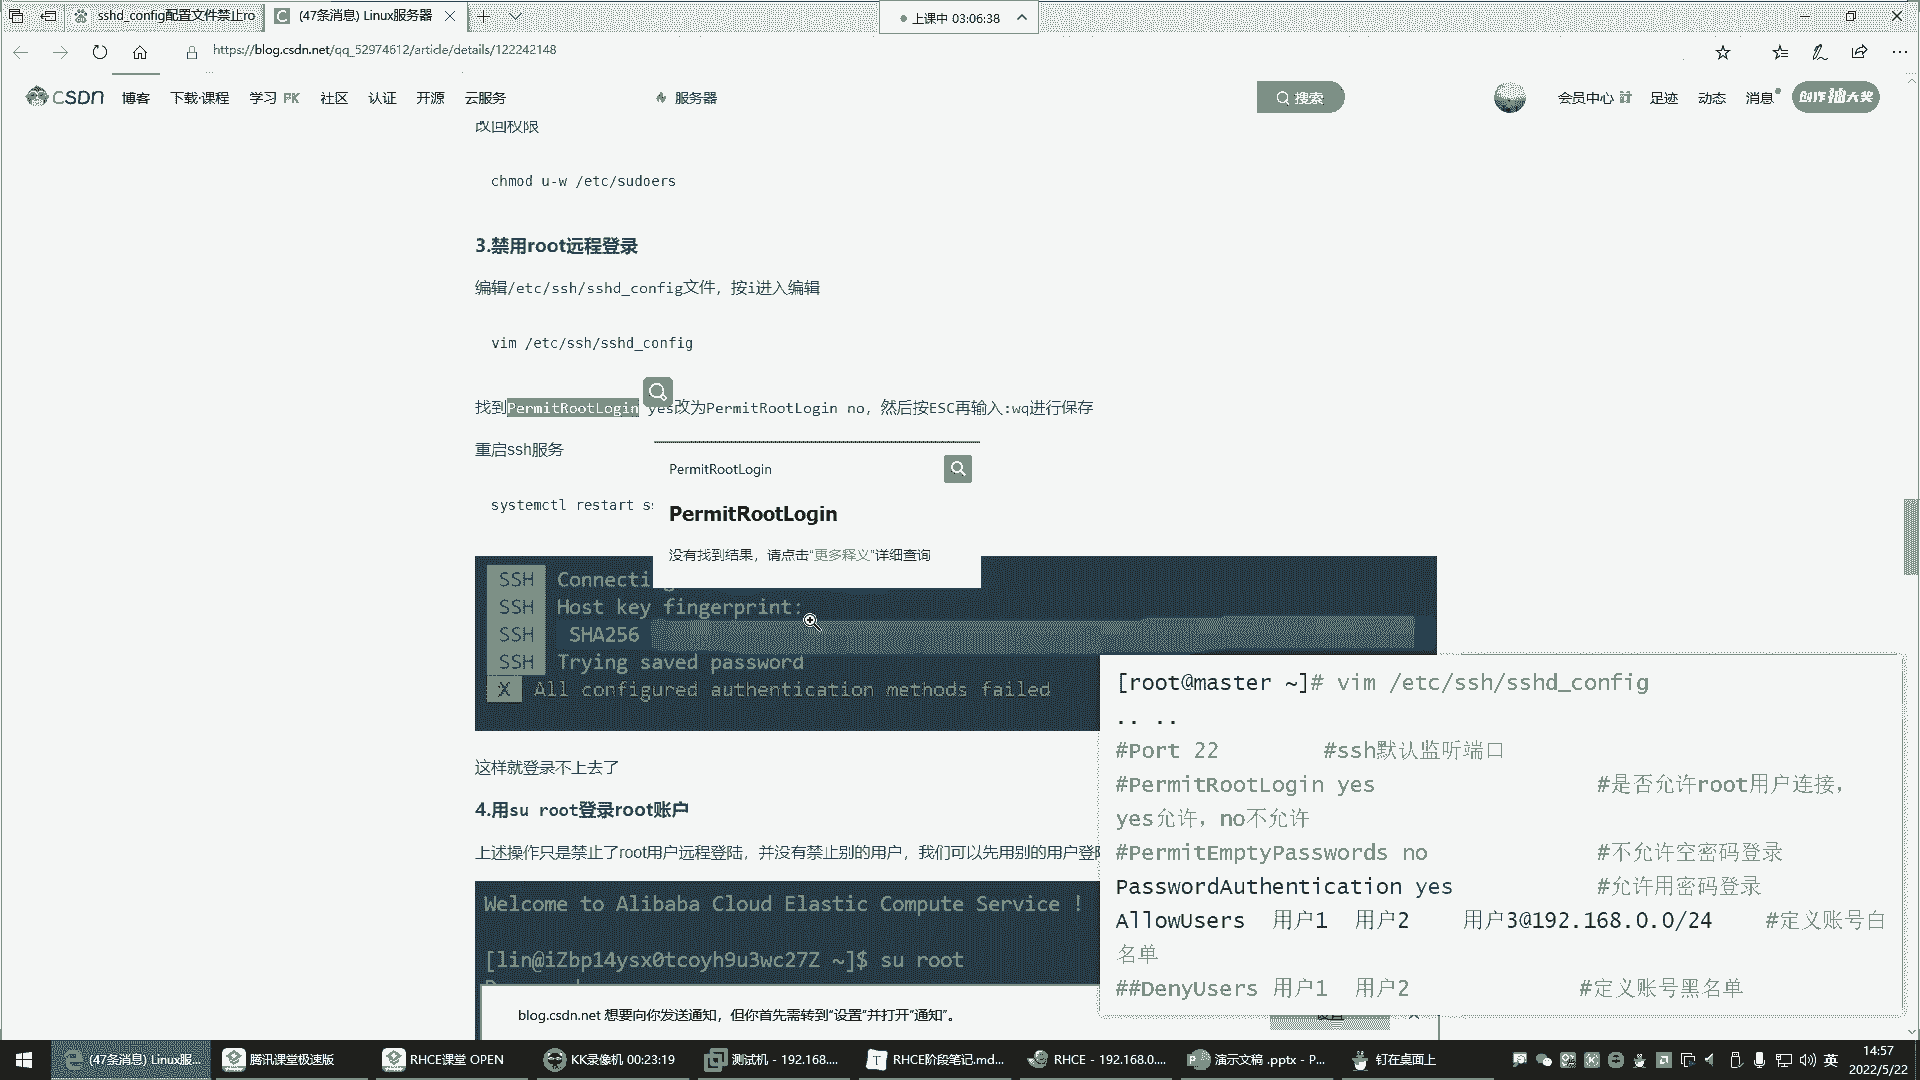 sshd_config配置文件禁止ro
(47条消息) Linux服务器
上课中 03:06:38
https://blog.csdn.net/qq_52974612/article/details/122242148
CSDN 博客 下载·课程 学习 PK 社区 认证 开源 云服务 服务器 搜索 会员中心 足迹 动态 消息 创作抽大奖
改回权限
chmod u-w /etc/sudoers
3.禁用root远程登录
编辑/etc/ssh/sshd_config文件，按i进入编辑
vim /etc/ssh/sshd_config
找到PermitRootLogin yes改为PermitRootLogin no，然后按ESC再输入:wq进行保存
重启ssh服务
PermitRootLogin
systemctl restart s
PermitRootLogin
没有找到结果，请点击"更多释义"详细查询
SSH Connecti
SSH Host key fingerprint:
SSH SHA256
SSH Trying saved password
X All configured authentication methods failed
这样就登录不上去了
4.用su root登录root账户
上述操作只是禁止了root用户远程登陆，并没有禁止别的用户，我们可以先用别的用户登
Welcome to Alibaba Cloud Elastic Compute Service !
[lin@iZbp14ysx0tcoyh9u3wc27Z ~]$ su root
blog.csdn.net 想要向你发送通知，但你首先需转到"设置"并打开"通知"。
[root@master ~]# vim /etc/ssh/sshd_config
.. ..
#Port 22 #ssh默认监听端口
#PermitRootLogin yes #是否允许root用户连接，
yes允许，no不允许
#PermitEmptyPasswords no #不允许空密码登录
PasswordAuthentication yes #允许用密码登录
AllowUsers 用户1 用户2 用户3@192.168.0.0/24 #定义账号白
名单
##DenyUsers 用户1 用户2 #定义账号黑名单
(47条消息) Linux服... 腾讯课堂极速版 RHCE课堂 OPEN KK录像机 00:23:19 测试机 - 192.168.... RHCE阶段笔记.md... RHCE - 192.168.0.... 演示文稿 .pptx - P... 钉在桌面上 英 14:57
2022/5/22